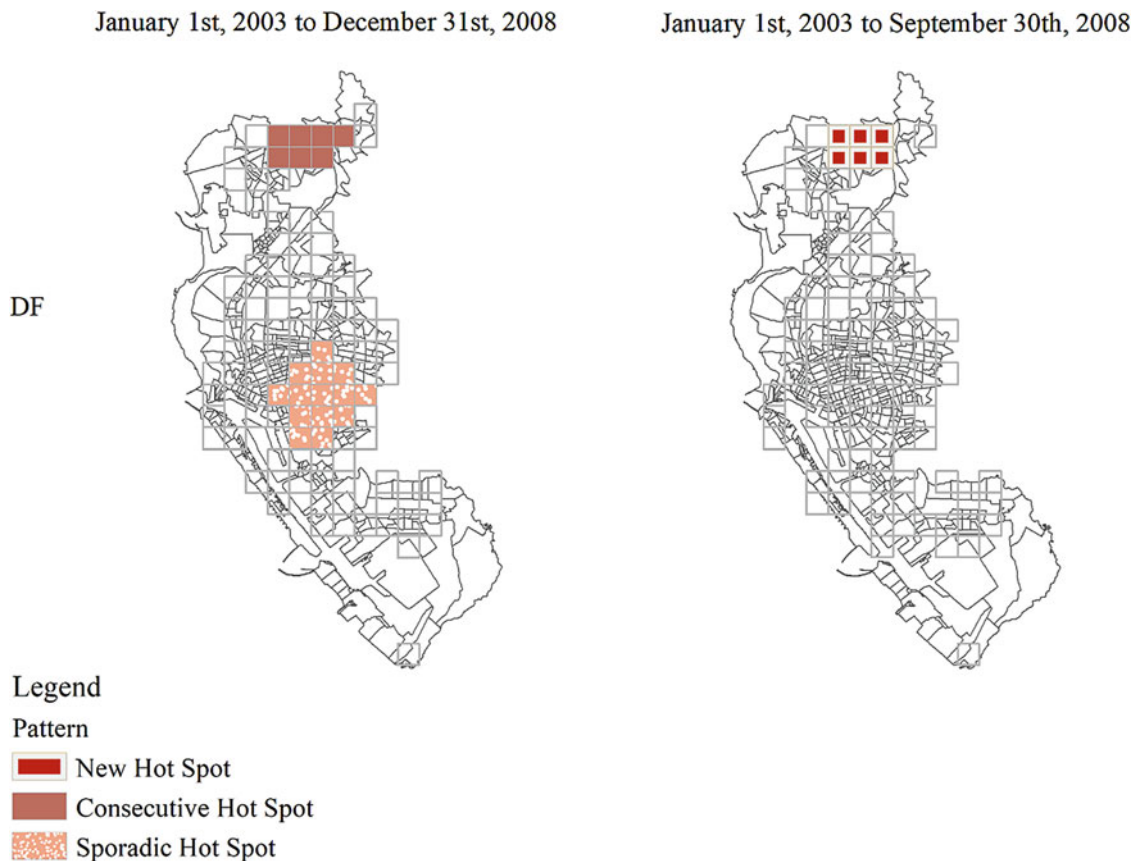 January 1st, 2003 to December 31st, 2008
January 1st, 2003 to September 30th, 2008
DF
Legend
Pattern
New Hot Spot
Consecutive Hot Spot
Sporadic Hot Spot